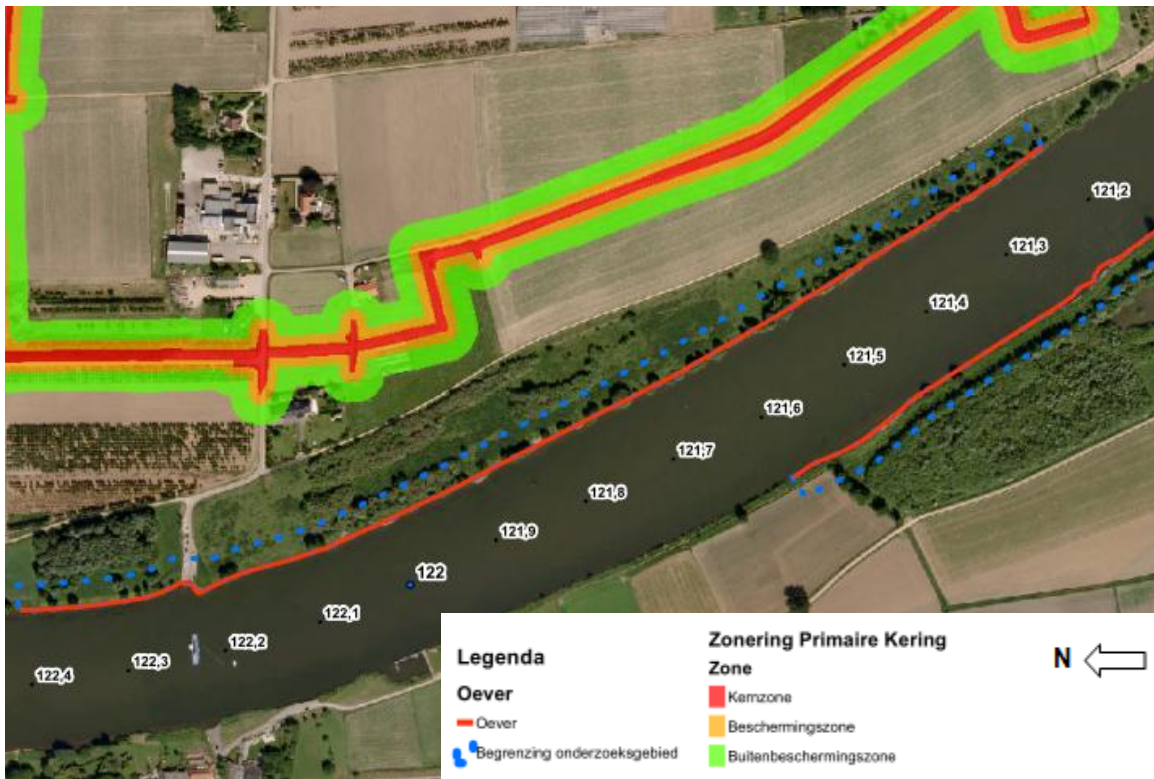 121,2
121,3
121,4
121,5
121,6
121,7
121,8
121,9
122
122,1
122,2
122,3
122,4
Legenda
Oever
Oever
Begrenzing onderzoeksgebied
Zonering Primaire Kering
Zone
Kernzone
Beschermingszone
Buitenbeschermingszone
N